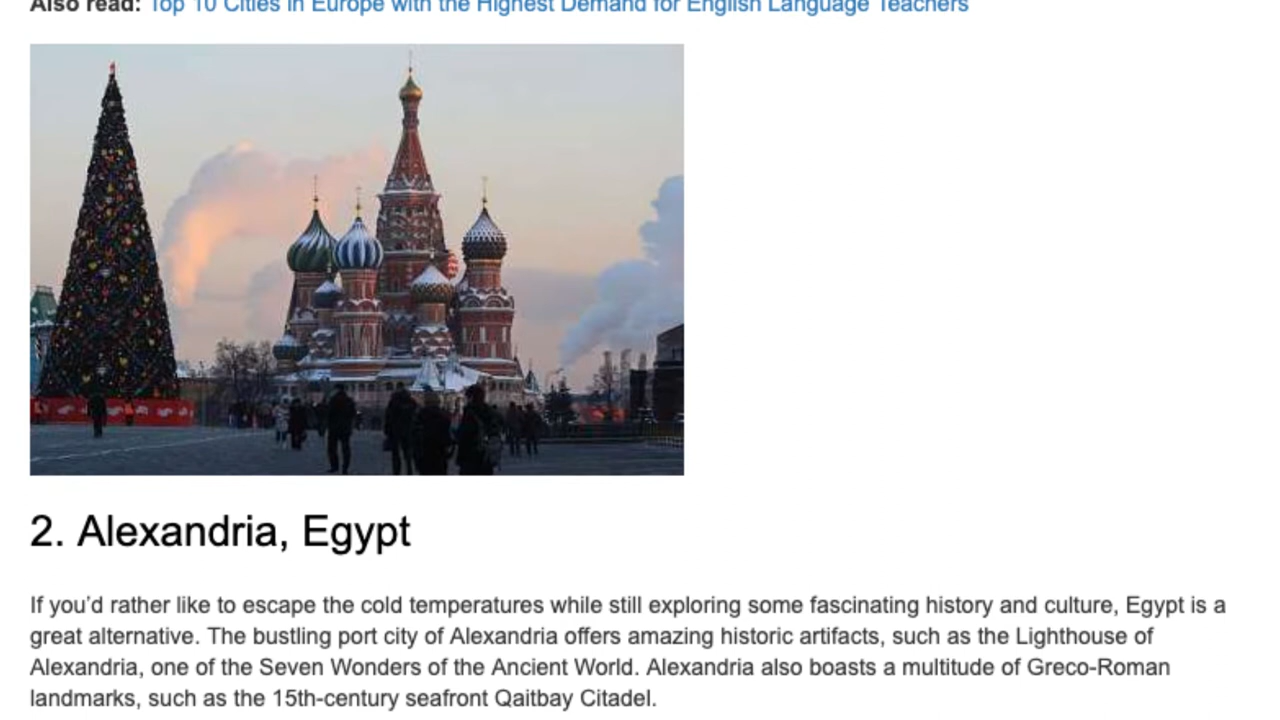 Also read: Top 10 Cities in Europe with the Highest Demand for English Language Teachers
2. Alexandria, Egypt
If you’d rather like to escape the cold temperatures while still exploring some fascinating history and culture, Egypt is a
great alternative. The bustling port city of Alexandria offers amazing historic artifacts, such as the Lighthouse of
Alexandria, one of the Seven Wonders of the Ancient World. Alexandria also boasts a multitude of Greco-Roman
landmarks, such as the 15th-century seafront Qaitbay Citadel.